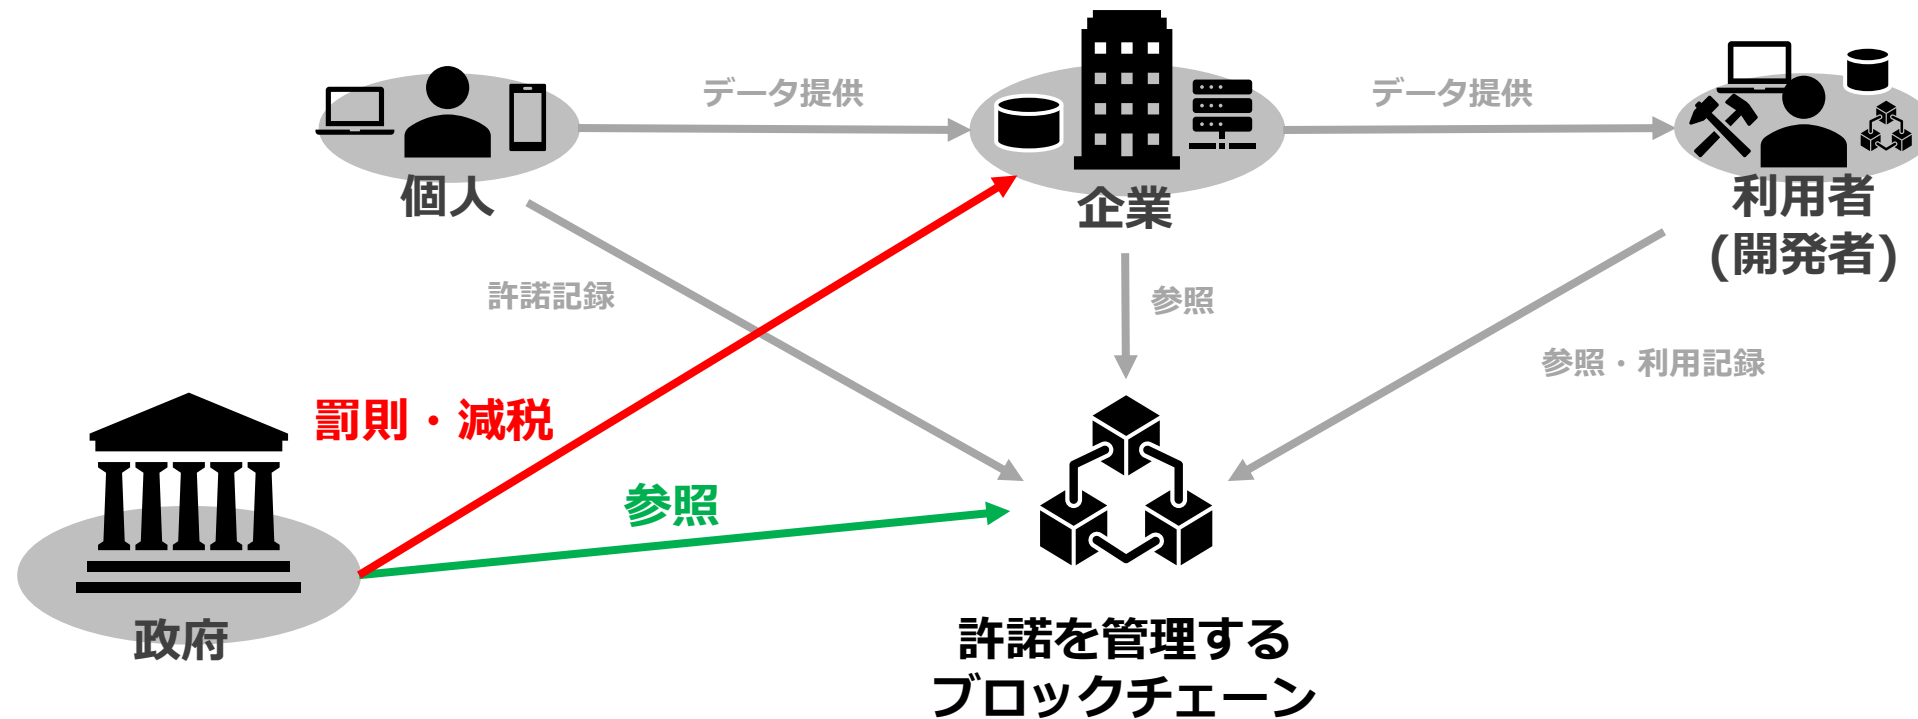 データ提供
データ提供
個人
企業
利用者
(開発者)
許諾記録
参照
参照・利用記録
罰則・減税
参照
政府
許諾を管理する
ブロックチェーン